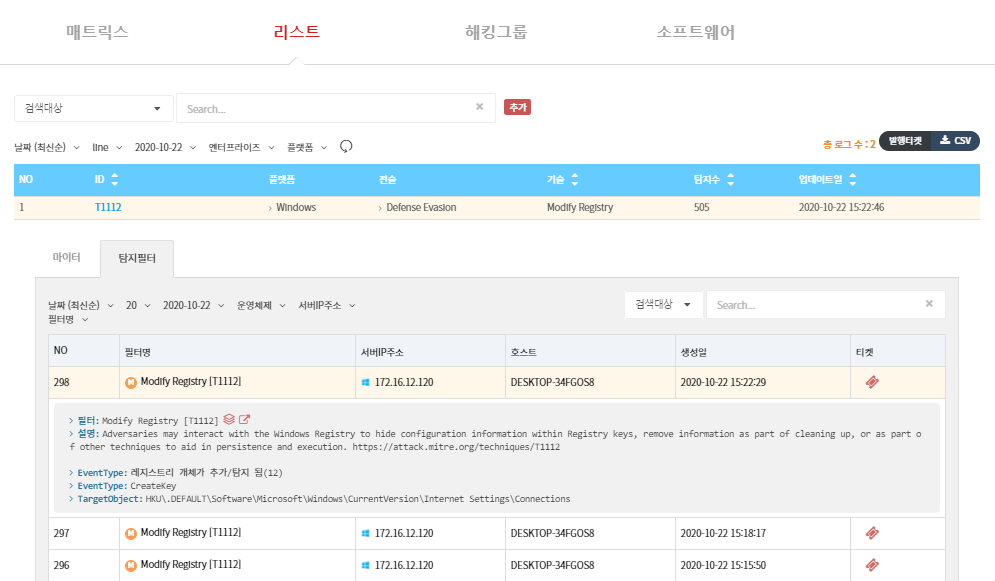 매트릭스 리스트 해킹그룹 소프트웨어
검색대상 Search... 추가
날짜 (최신순) line 2020-10-22 엔터프라이즈 플랫폼 총 로그 수 : 2 발행티켓 CSV
NO ID 플랫폼 전술 기술 탐지수 업데이트일
1 T1112 › Windows › Defense Evasion Modify Registry 505 2020-10-22 15:22:46
마이터 탐지필터
날짜 (최신순) 20 2020-10-22 운영체제 서버IP주소 검색대상 Search...
필터명
NO 필터명 서버IP주소 호스트 생성일 티켓
298 M Modify Registry [T1112] 172.16.12.120 DESKTOP-34FGOS8 2020-10-22 15:22:29
> 필터: Modify Registry [T1112]
> 설명: Adversaries may interact with the Windows Registry to hide configuration information within Registry keys, remove information as part of cleaning up, or as part o
f other techniques to aid in persistence and execution. https://attack.mitre.org/techniques/T1112
> EventType: 레지스트리 개체가 추가/탐지 됨(12)
> EventType: CreateKey
> TargetObject: HKU\.DEFAULT\Software\Microsoft\Windows\CurrentVersion\Internet Settings\Connections
297 M Modify Registry [T1112] 172.16.12.120 DESKTOP-34FGOS8 2020-10-22 15:18:17
296 M Modify Registry [T1112] 172.16.12.120 DESKTOP-34FGOS8 2020-10-22 15:15:50